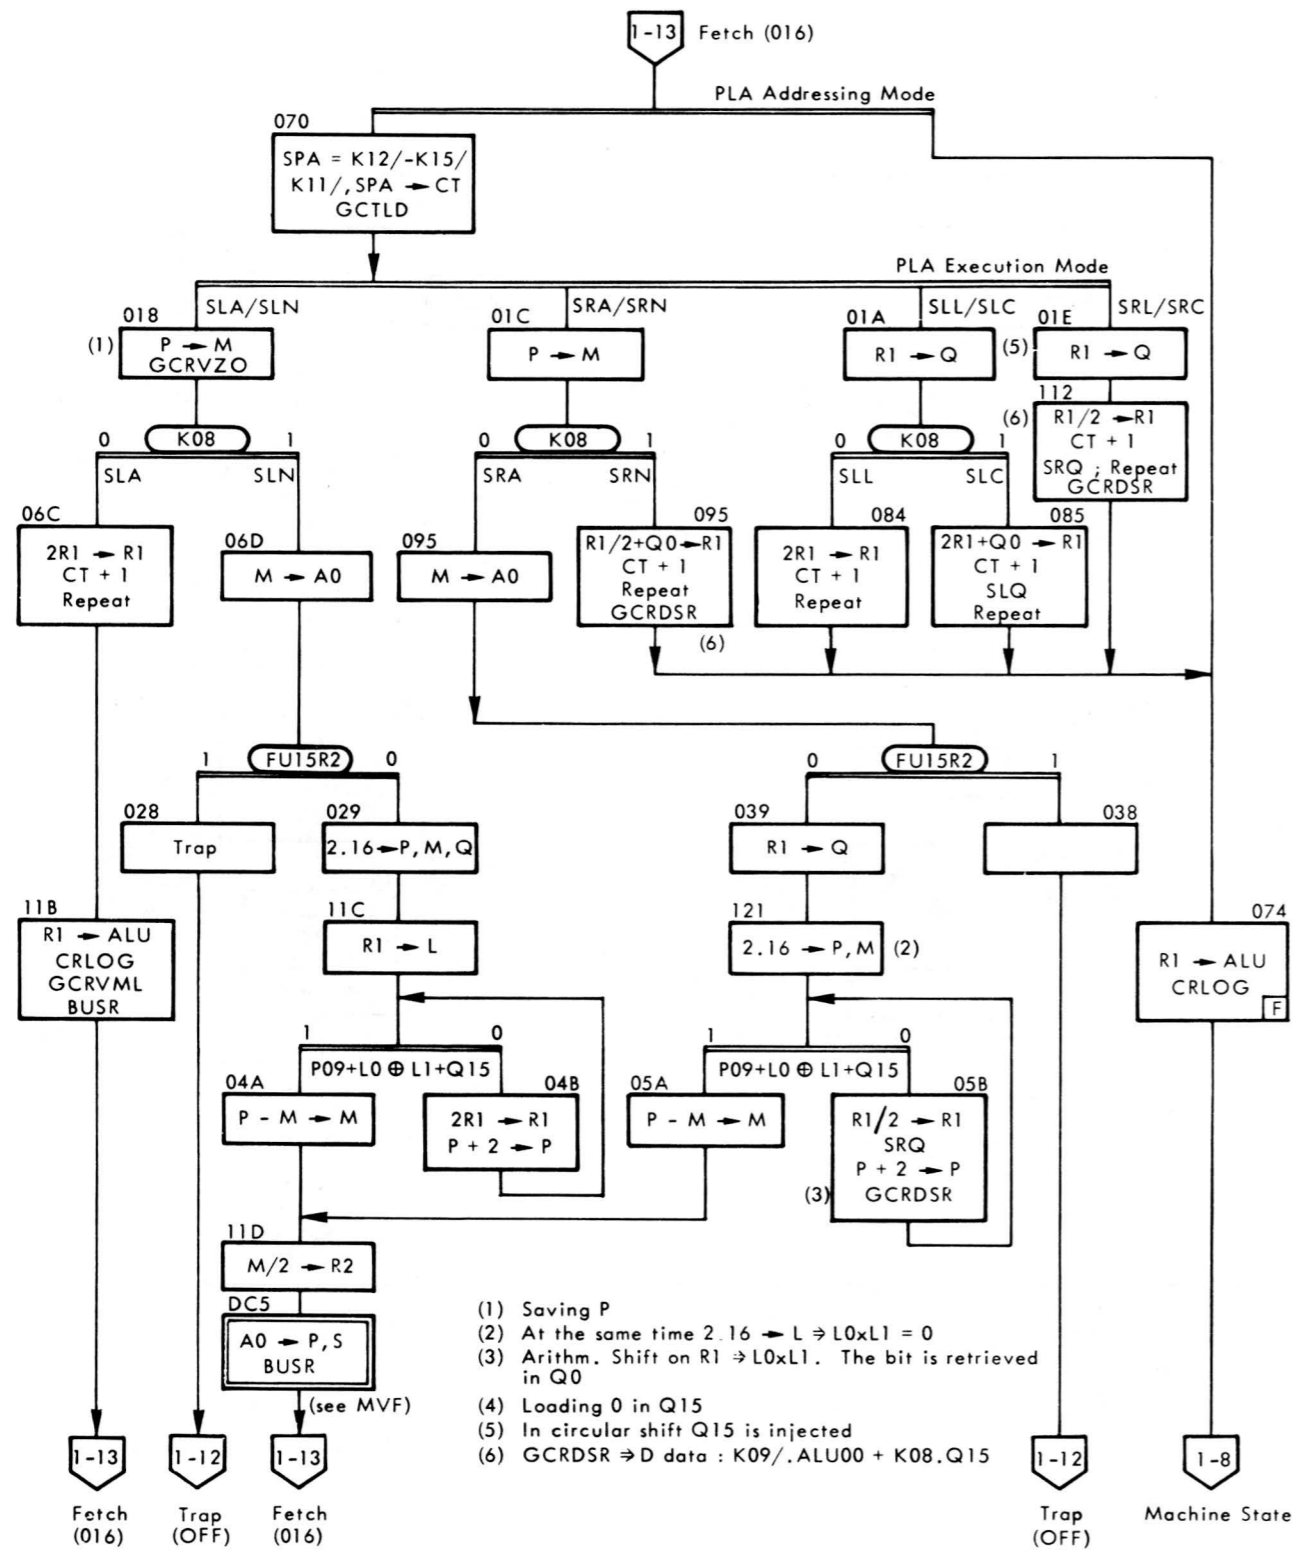 1-13 Fetch (016)
PLA Addressing Mode
070
SPA = K12/-K15/
K11/, SPA → CT
GCTLD
PLA Execution Mode
SLA/SLN
SRA/SRN
SLL/SLC
SRL/SRC
018
(1)
P → M
GCRVZO
01C
P → M
01A
R1 → Q
01E
(5)
R1 → Q
112
(6)
R1/2 → R1
CT + 1
SRQ ; Repeat
GCRDSR
0 K08 1
SLA SLN
0 K08 1
SRA SRN
0 K08 1
SLL SLC
06C
2R1 → R1
CT + 1
Repeat
06D
M → A0
095
M → A0
095
R1/2+Q0→R1
CT + 1
Repeat
GCRDSR
(6)
084
2R1 → R1
CT + 1
Repeat
085
2R1+Q0 → R1
CT + 1
SLQ
Repeat
1 FU15R2 0
0 FU15R2 1
028
Trap
029
2.16→P, M, Q
039
R1 → Q
038
11B
R1 → ALU
CRLOG
GCRVML
BUSR
11C
R1 → L
121
2.16 → P, M (2)
074
R1 → ALU
CRLOG
F
1 0
P09+L0 ⊕ L1+Q15
1 0
P09+L0 ⊕ L1+Q15
04A
P - M → M
04B
2R1 → R1
P + 2 → P
05A
P - M → M
05B
R1/2 → R1
SRQ
P + 2 → P
GCRDSR
(3)
11D
M/2 → R2
DC5
A0 → P, S
BUSR
(see MVF)
(1) Saving P
(2) At the same time 2.16 → L ⇒ L0xL1 = 0
(3) Arithm. Shift on R1 ⇒ L0xL1. The bit is retrieved
in Q0
(4) Loading 0 in Q15
(5) In circular shift Q15 is injected
(6) GCRDSR ⇒ D data : K09/.ALU00 + K08.Q15
1-13
Fetch
(016)
1-12
Trap
(OFF)
1-13
Fetch
(016)
1-12
Trap
(OFF)
1-8
Machine State